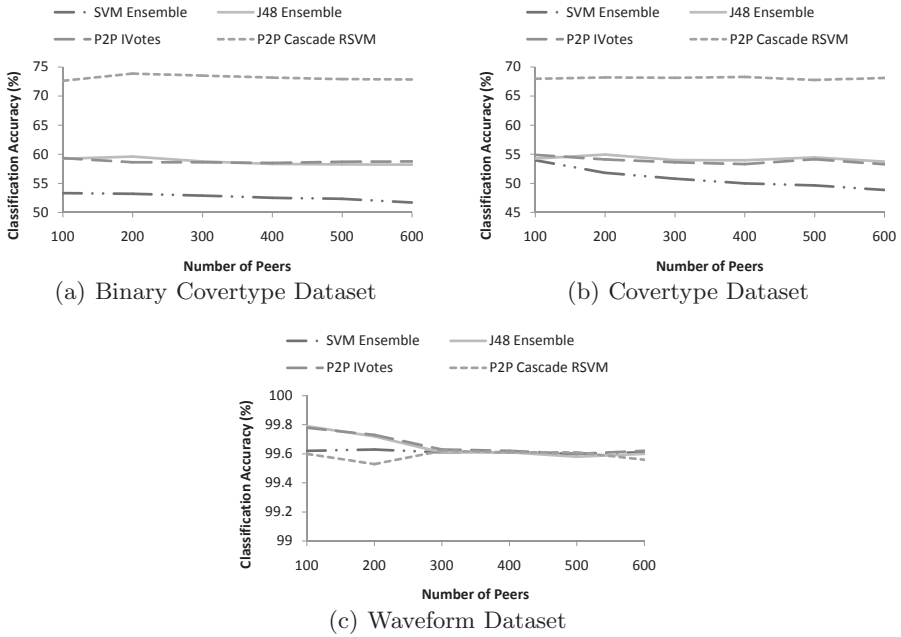 SVM Ensemble J48 Ensemble
P2P IVotes P2P Cascade RSVM
Classification Accuracy (%)
75
70
65
60
55
50
100 200 300 400 500 600
Number of Peers
(a) Binary Covertype Dataset
SVM Ensemble J48 Ensemble
P2P IVotes P2P Cascade RSVM
Classification Accuracy (%)
70
65
60
55
50
45
100 200 300 400 500 600
Number of Peers
(b) Covertype Dataset
SVM Ensemble J48 Ensemble
P2P IVotes P2P Cascade RSVM
Classification Accuracy (%)
100
99.8
99.6
99.4
99.2
99
100 200 300 400 500 600
Number of Peers
(c) Waveform Dataset